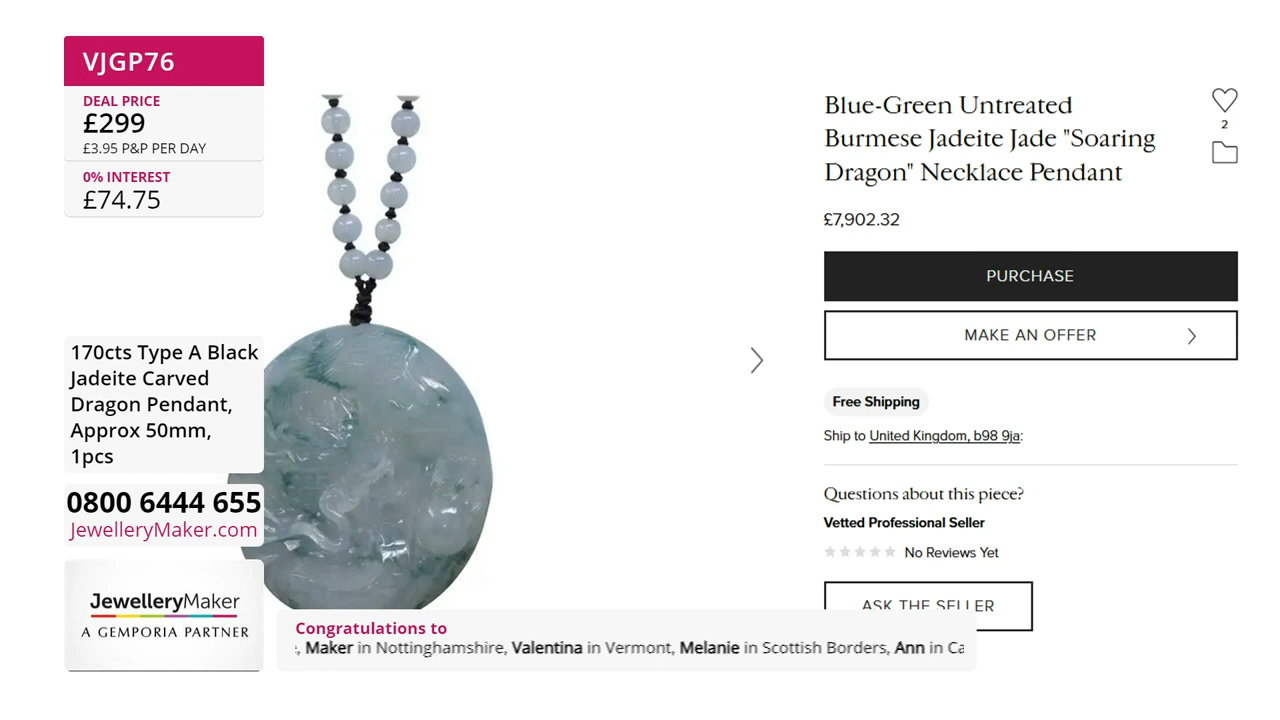 VJGP76
DEAL PRICE
£299
£3.95 P&P PER DAY
0% INTEREST
£74.75
170cts Type A Black
Jadeite Carved
Dragon Pendant,
Approx 50mm,
1pcs
0800 6444 655
JewelleryMaker.com
JewelleryMaker
A GEMPORIA PARTNER
Blue-Green Untreated
Burmese Jadeite Jade "Soaring
Dragon" Necklace Pendant
2
£7,902.32
PURCHASE
MAKE AN OFFER
Free Shipping
Ship to United Kingdom, b98 9ja:
Questions about this piece?
Vetted Professional Seller
No Reviews Yet
ASK THE SELLER
Congratulations to
, Maker in Nottinghamshire, Valentina in Vermont, Melanie in Scottish Borders, Ann in Ca